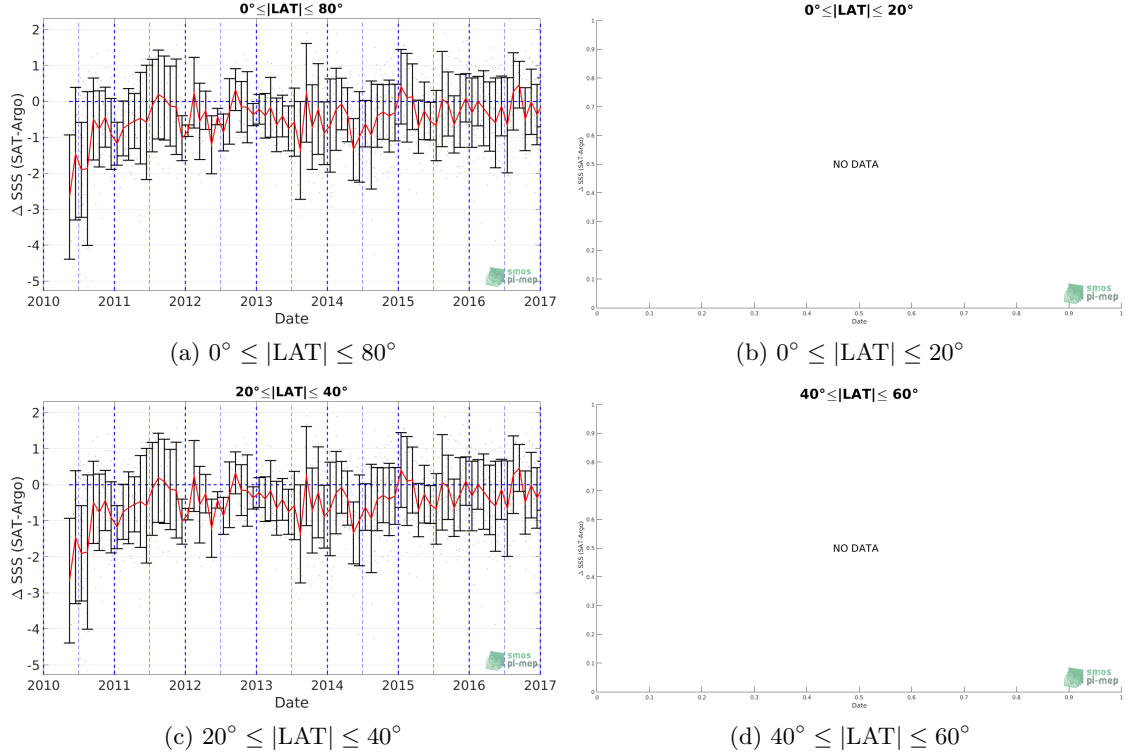 0°≤|LAT|≤ 80°
2
1
0
-1
-2
-3
-4
-5
Δ SSS (SAT-Argo)
2010 2011 2012 2013 2014 2015 2016 2017
Date
smos
pi-mep
(a) 0° ≤ |LAT| ≤ 80°
0°≤|LAT|≤ 20°
1
0.9
0.8
0.7
0.6
0.5
0.4
0.3
0.2
0.1
0
Δ SSS (SAT-Argo)
NO DATA
0 0.1 0.2 0.3 0.4 0.5 0.6 0.7 0.8 0.9 1
Date
smos
pi-mep
(b) 0° ≤ |LAT| ≤ 20°
20°≤|LAT|≤ 40°
2
1
0
-1
-2
-3
-4
-5
Δ SSS (SAT-Argo)
2010 2011 2012 2013 2014 2015 2016 2017
Date
smos
pi-mep
(c) 20° ≤ |LAT| ≤ 40°
40°≤|LAT|≤ 60°
1
0.9
0.8
0.7
0.6
0.5
0.4
0.3
0.2
0.1
0
Δ SSS (SAT-Argo)
NO DATA
0 0.1 0.2 0.3 0.4 0.5 0.6 0.7 0.8 0.9 1
Date
smos
pi-mep
(d) 40° ≤ |LAT| ≤ 60°